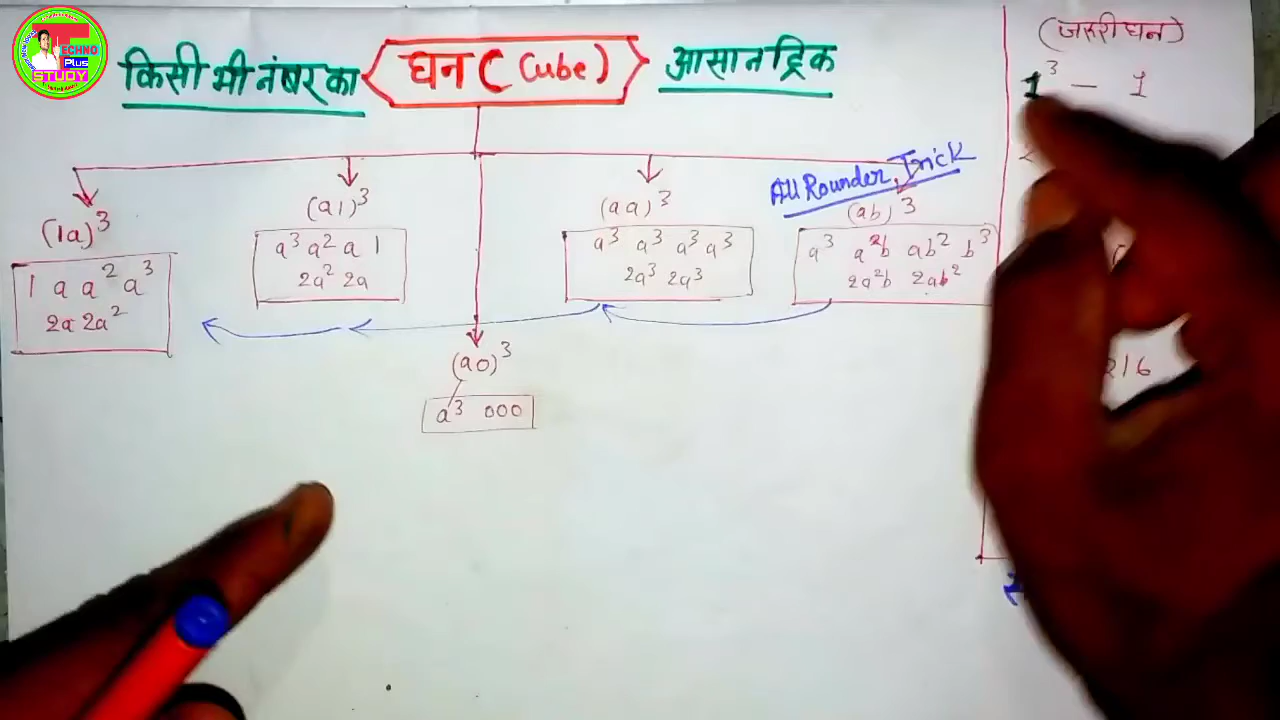 TECHNO
Plus
STUDY
किसी भी नंबर का घन (Cube) आसान ट्रिक
All Rounder Trick
(1a)³
1 a a² a³
2a 2a²
(a1)³
a³ a² a 1
2a² 2a
(aa)³
a³ a³ a³ a³
2a³ 2a³
(ab)³
a³ a²b ab² b³
2a²b 2ab²
(a0)³
a³ 000
(जरूरी घन)
1³ — 1
216